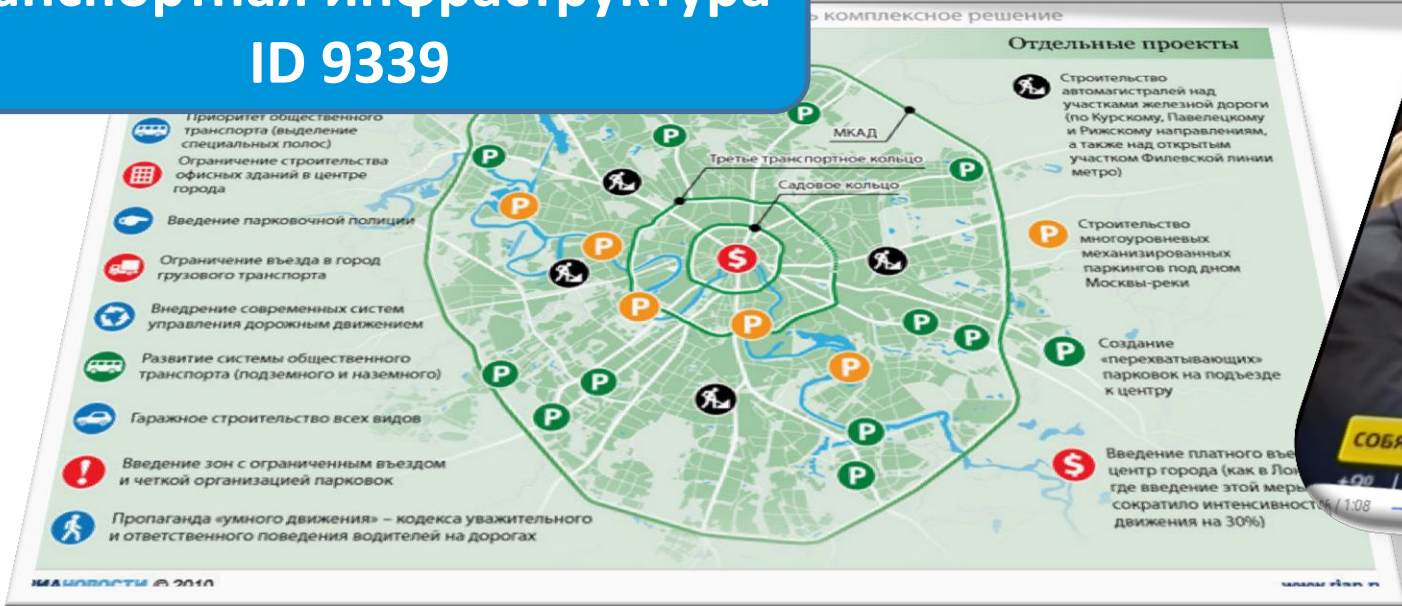 инфраструктура
ID 9339
комплексное решение
Приоритет общественного
транспорта (выделение
специальных полос)
Ограничение строительства
офисных зданий в центре
города
Введение парковочной полиции
Ограничение въезда в город
грузового транспорта
Внедрение современных систем
управления дорожным движением
Развитие системы общественного
транспорта (подземного и наземного)
Гаражное строительство всех видов
Введение зон с ограниченным въездом
и четкой организацией парковок
Пропаганда «умного движения» – кодекса уважительного
и ответственного поведения водителей на дорогах
МКАД
Третье транспортное кольцо
Садовое кольцо
P
P
P
P
P
P
$
P
P
P
P
P
P
P
P
P
P
Отдельные проекты
Строительство
автомагистралей над
участками железной дороги
(по Курскому, Павелецкому
и Рижскому направлениям,
а также над открытым
участком Филевской линии
метро)
P
Строительство
многоуровневых
механизированных
паркингов под дном
Москвы-реки
P
Создание
«перехватывающих»
парковок на подъезде
к центру
$
Введение платного
центр города (как в
где введение этой меры
сократило
движения на 30%)
© 2010
1:08